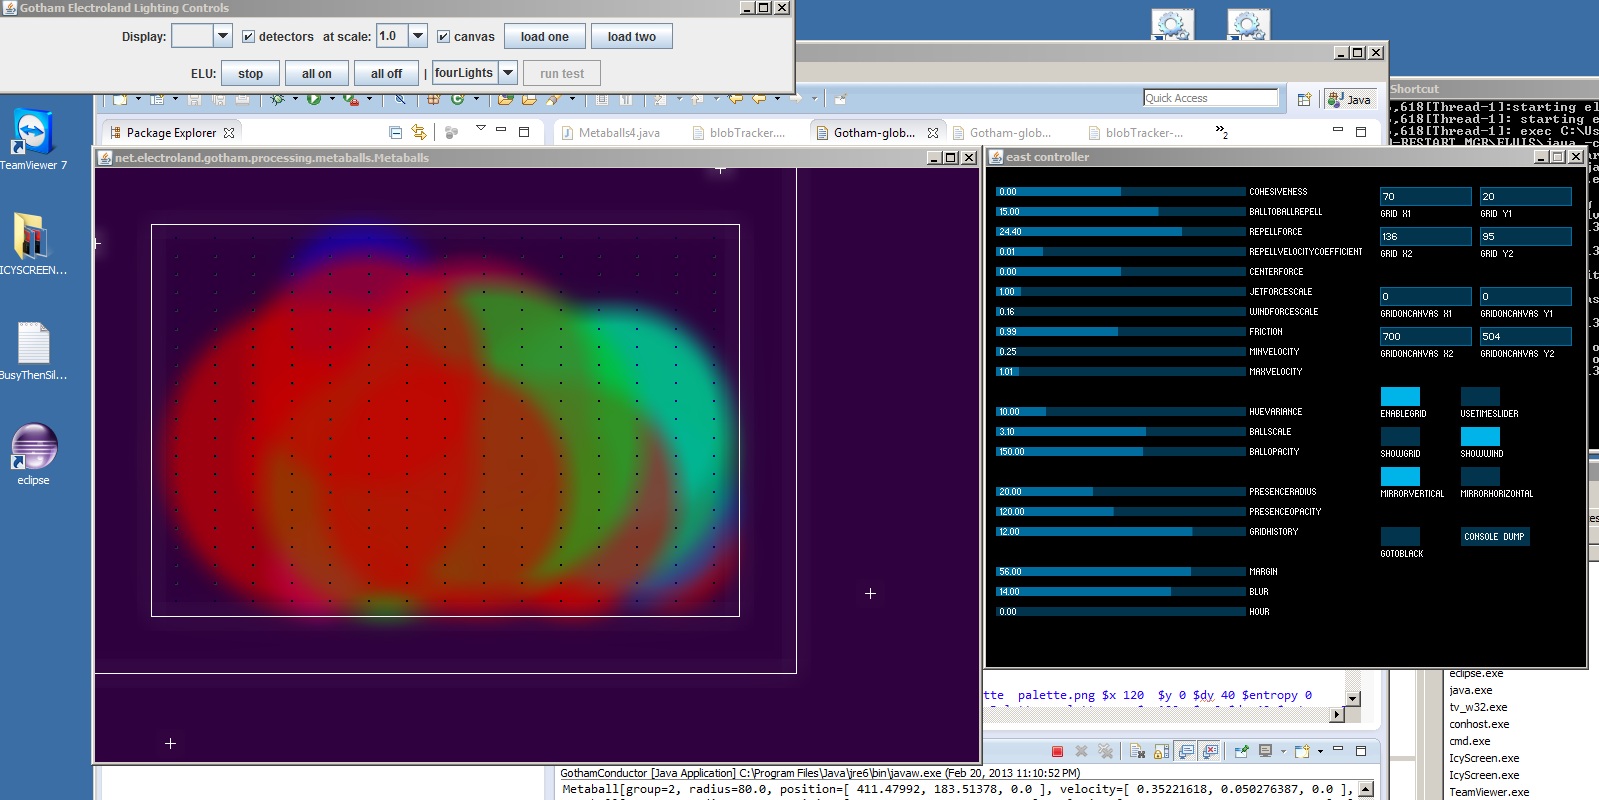 Gotham Electroland Lighting Controls
Display: detectors at scale: 1.0 canvas load one load two
ELU: stop all on all off | fourLights run test
Shortcut
Quick Access
Java
,618[Thread-1]:starting el
,618[Thread-1]: starting e
,618[Thread-1]: exec C:\Us
Package Explorer
Metaballs4.java
blobTracker....
Gotham-glob...
Gotham-glob...
blobTracker-...
»2
TeamViewer 7
ICYSCREEN...
BusyThenSil...
eclipse
net.electroland.gotham.processing.metaballs.Metaballs
east controller
0.00 COHESIVENESS
15.00 BALLTOBALLREPELL
24.40 REPELLFORCE
0.01 REPELLVELOCITYCOEFFICIENT
0.00 CENTERFORCE
1.00 JETFORCESCALE
0.16 WINDFORCESCALE
0.99 FRICTION
0.25 MINVELOCITY
1.01 MAXVELOCITY
10.00 HUEVARIANCE
3.10 BALLSCALE
150.00 BALLOPACITY
20.00 PRESENCERADIUS
120.00 PRESENCEOPACITY
12.00 GRIDHISTORY
56.00 MARGIN
14.00 BLUR
0.00 HOUR
70 20
GRID X1 GRID Y1
136 95
GRID X2 GRID Y2
0 0
GRIDONCANVAS X1 GRIDONCANVAS Y1
700 504
GRIDONCANVAS X2 GRIDONCANVAS Y2
ENABLEGRID USETIMESLIDER
SHOWGRID SHOWWIND
MIRRORVERTICAL MIRRORHORIZONTAL
GOTOBLACK CONSOLE DUMP
tte palette.png $x 120 $y 0 $dy 40 $entropy 0
GothamConductor [Java Application] C:\Program Files\Java\jre6\bin\javaw.exe (Feb 20, 2013 11:10:52 PM)
Metaball[group=2, radius=80.0, position=[ 411.47992, 183.51378, 0.0 ], velocity=[ 0.35221618, 0.050276387, 0.0 ],
eclipse.exe
java.exe
tv_w32.exe
conhost.exe
cmd.exe
IcyScreen.exe
IcyScreen.exe
TeamViewer.exe